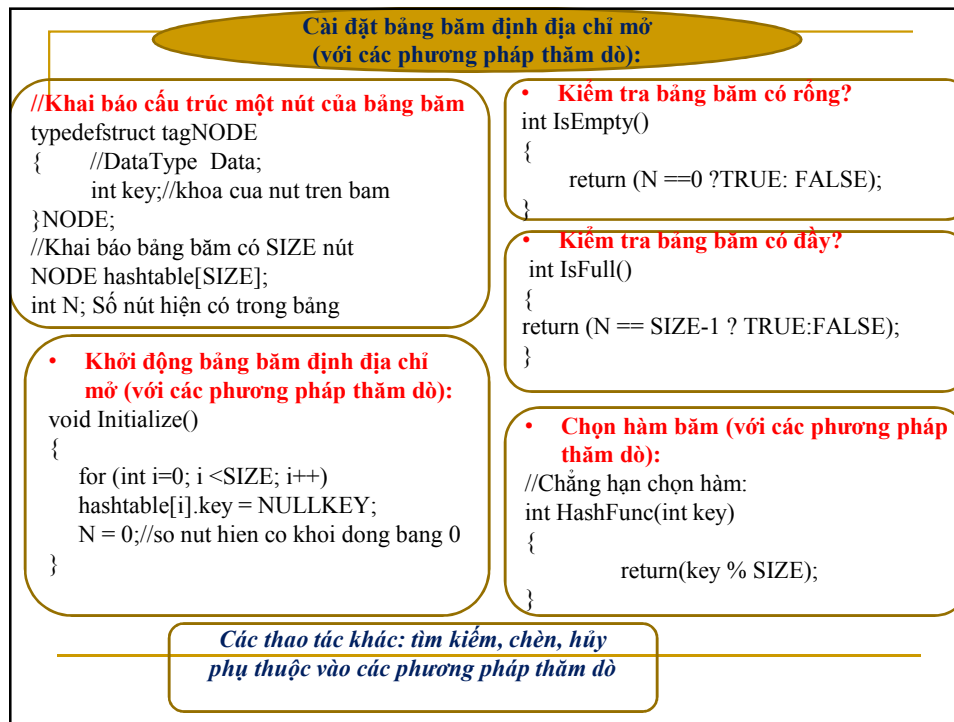 Cài đặt bảng băm định địa chỉ mở
(với các phương pháp thăm dò):
//Khai báo cấu trúc một nút của bảng băm
typedefstruct tagNODE
{ //DataType Data;
int key;//khoa cua nut tren bam
}NODE;
//Khai báo bảng băm có SIZE nút
NODE hashtable[SIZE];
int N; Số nút hiện có trong bảng
• Khởi động bảng băm định địa chỉ
mở (với các phương pháp thăm dò):
void Initialize()
{
for (int i=0; i <SIZE; i++)
hashtable[i].key = NULLKEY;
N = 0;//so nut hien co khoi dong bang 0
}
• Kiểm tra bảng băm có rỗng?
int IsEmpty()
{
return (N ==0 ?TRUE: FALSE);
}
• Kiểm tra bảng băm có đầy?
int IsFull()
{
return (N == SIZE-1 ? TRUE:FALSE);
}
• Chọn hàm băm (với các phương pháp
thăm dò):
//Chẳng hạn chọn hàm:
int HashFunc(int key)
{
return(key % SIZE);
}
Các thao tác khác: tìm kiếm, chèn, hủy
phụ thuộc vào các phương pháp thăm dò